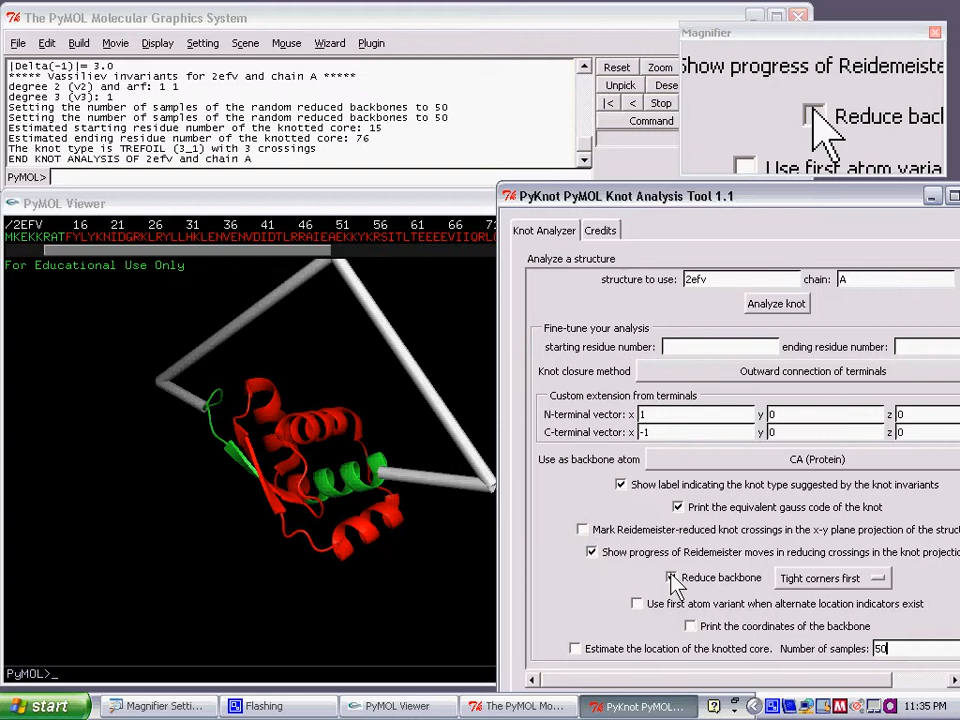 The PyMOL Molecular Graphics System
File Edit Build Movie Display Setting Scene Mouse Wizard Plugin
|Delta(-1)|= 3.0
***** Vassiliev invariants for 2efv and chain A *****
degree 2 (v2) and arf: 1 1
degree 3 (v3): 1
Setting the number of samples of the random reduced backbones to 50
Setting the number of samples of the random reduced backbones to 50
Estimated starting residue number of the knotted core: 15
Estimated ending residue number of the knotted core: 76
The knot type is TREFOIL (3_1) with 3 crossings
END KNOT ANALYSIS OF 2efv and chain A
PyMOL>
Reset Zoom
Unpick Dese
|< < Stop
Command
Magnifier
Show progress of Reidemeiste
Reduce bac
Use first atom varia
PyMOL Viewer
/2EFV 16 21 26 31 36 41 46 51 56 61 66 7
MKEKKRATFYLYKNIDGRKLRYLLHKLENVENVDIDTLRRAIEAEKKYKRSITLTEEEEVIIQRLG
For Educational Use Only
PyMOL>_
PyKnot PyMOL Knot Analysis Tool 1.1
Knot Analyzer Credits
Analyze a structure
structure to use: 2efv chain: A
Analyze knot
Fine-tune your analysis
starting residue number: ending residue number:
Knot closure method Outward connection of terminals
Custom extension from terminals
N-terminal vector: x 1 y 0 z 0
C-terminal vector: x -1 y 0 z 0
Use as backbone atom CA (Protein)
Show label indicating the knot type suggested by the knot invariants
Print the equivalent gauss code of the knot
Mark Reidemeister-reduced knot crossings in the x-y plane projection of the struct
Show progress of Reidemeister moves in reducing crossings in the knot projectio
Reduce backbone Tight corners first
Use first atom variant when alternate location indicators exist
Print the coordinates of the backbone
Estimate the location of the knotted core. Number of samples: 50
start Magnifier Setti... Flashing PyMOL Viewer The PyMOL Mo... PyKnot PyMOL... 11:35 PM